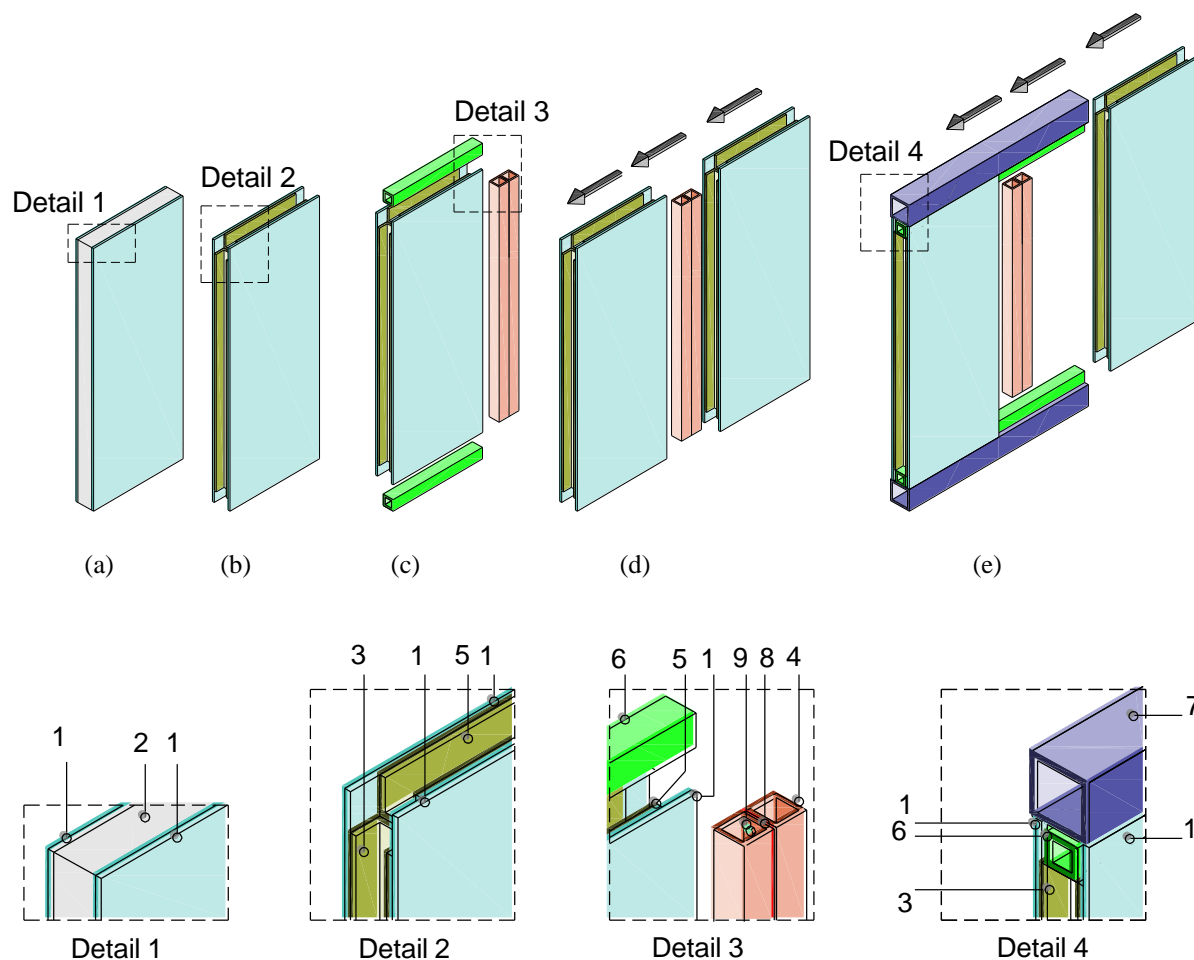 Detail 3
Detail 4
Detail 2
Detail 1
(a) (b) (c) (d) (e)
3 1 5 1
6 5 1 9 8 4
7
1 2 1
1
6 1
3
Detail 1 Detail 2 Detail 3 Detail 4